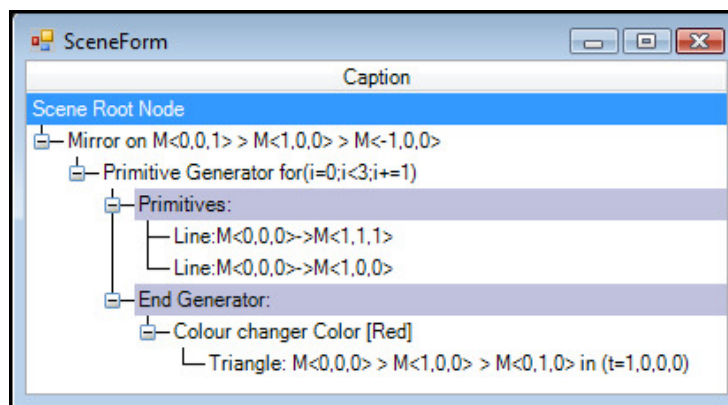 SceneForm
Caption
Scene Root Node
Mirror on M<0,0,1> > M<1,0,0> > M<-1,0,0>
Primitive Generator for(i=0;i<3;i+=1)
Primitives:
Line:M<0,0,0>->M<1,1,1>
Line:M<0,0,0>->M<1,0,0>
End Generator:
Colour changer Color [Red]
Triangle: M<0,0,0> > M<1,0,0> > M<0,1,0> in (t=1,0,0,0)